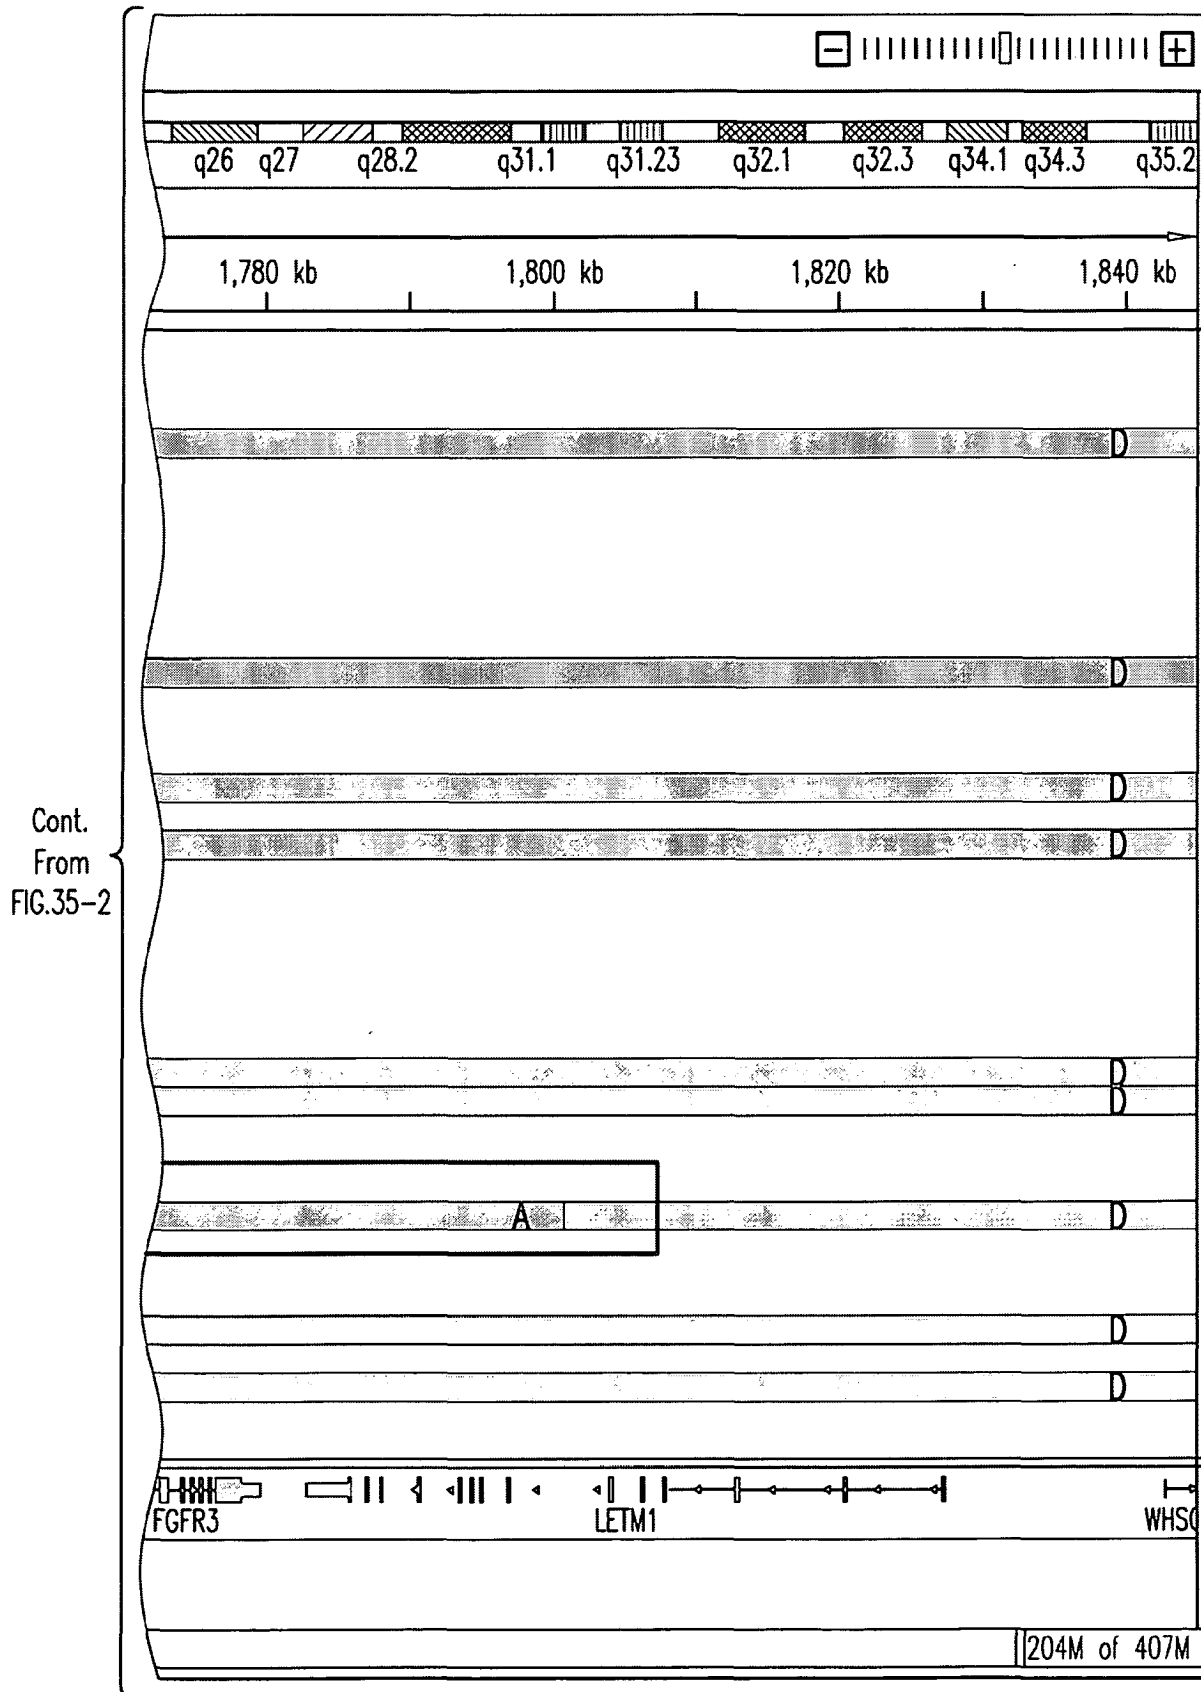 − +
q26 q27 q28.2 q31.1 q31.23 q32.1 q32.3 q34.1 q34.3 q35.2
1,780 kb 1,800 kb 1,820 kb 1,840 kb
D
D
D
Cont.
From
FIG.35-2
D
D
D
A D
D
D
FGFR3 LETM1 WHSC
204M of 407M